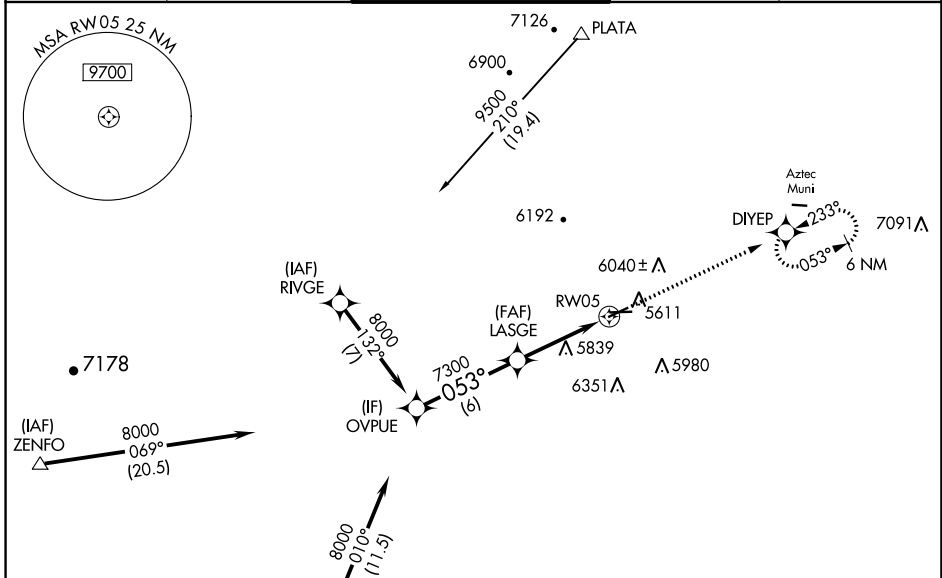 MSA RW05 25 NM
9700
7126
PLATA
6900
9500
210°
(19.4)
Aztec
Muni
6192
DIYEP
233°
7091
053°
6 NM
(IAF)
RIVGE
6040±
RW05
5611
8000
132°
(7)
(FAF)
LASGE
5839
5980
7178
7300
053°
(6)
6351
(IF)
OVPUE
(IAF)
ZENFO
8000
069°
(20.5)
8000
010°
(11.5)